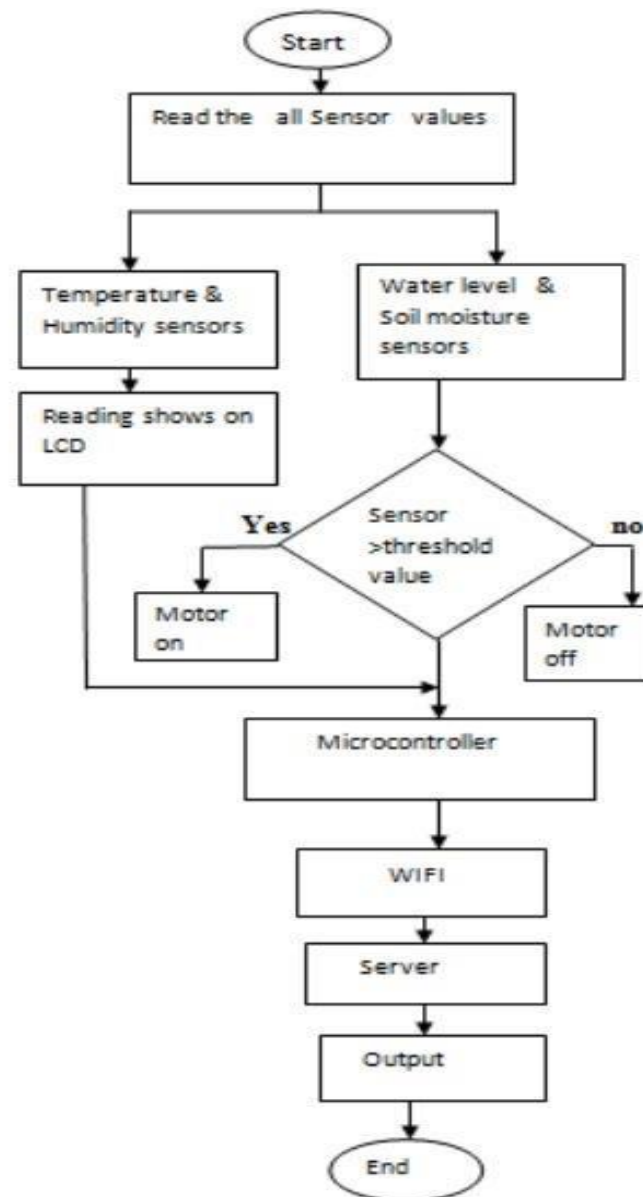 Start
Read the all Sensor values
Temperature &
Humidity sensors
Water level &
Soil moisture
sensors
Reading shows on
LCD
Yes
Sensor
>threshold
value
no
Motor
on
Motor
off
Microcontroller
WIFI
Server
Output
End